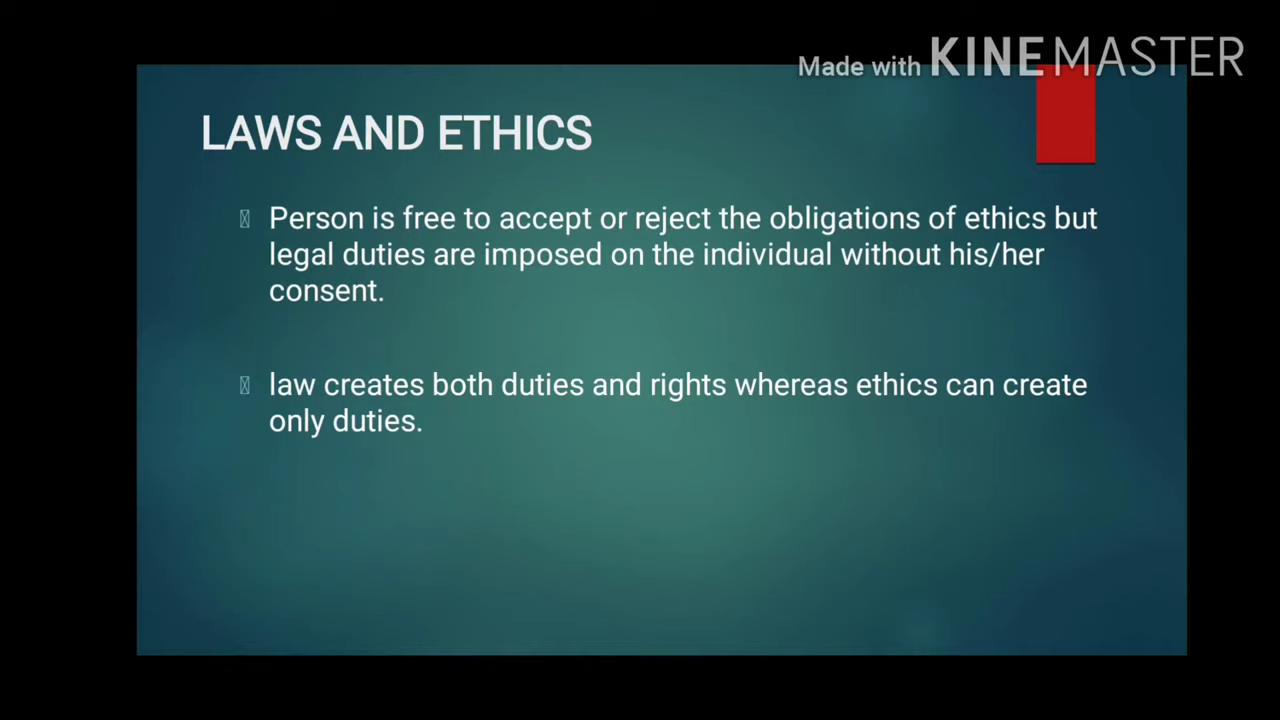 Made with KINEMASTER
LAWS AND ETHICS
Person is free to accept or reject the obligations of ethics but
legal duties are imposed on the individual without his/her
consent.
law creates both duties and rights whereas ethics can create
only duties.